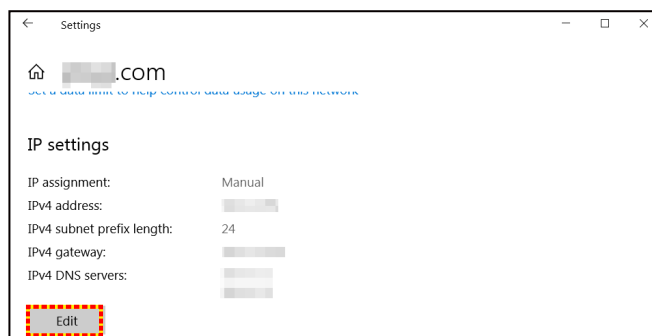 Settings
.com
Set a data limit to help control data usage on this network
IP settings
IP assignment: Manual
IPv4 address:
IPv4 subnet prefix length: 24
IPv4 gateway:
IPv4 DNS servers:
Edit